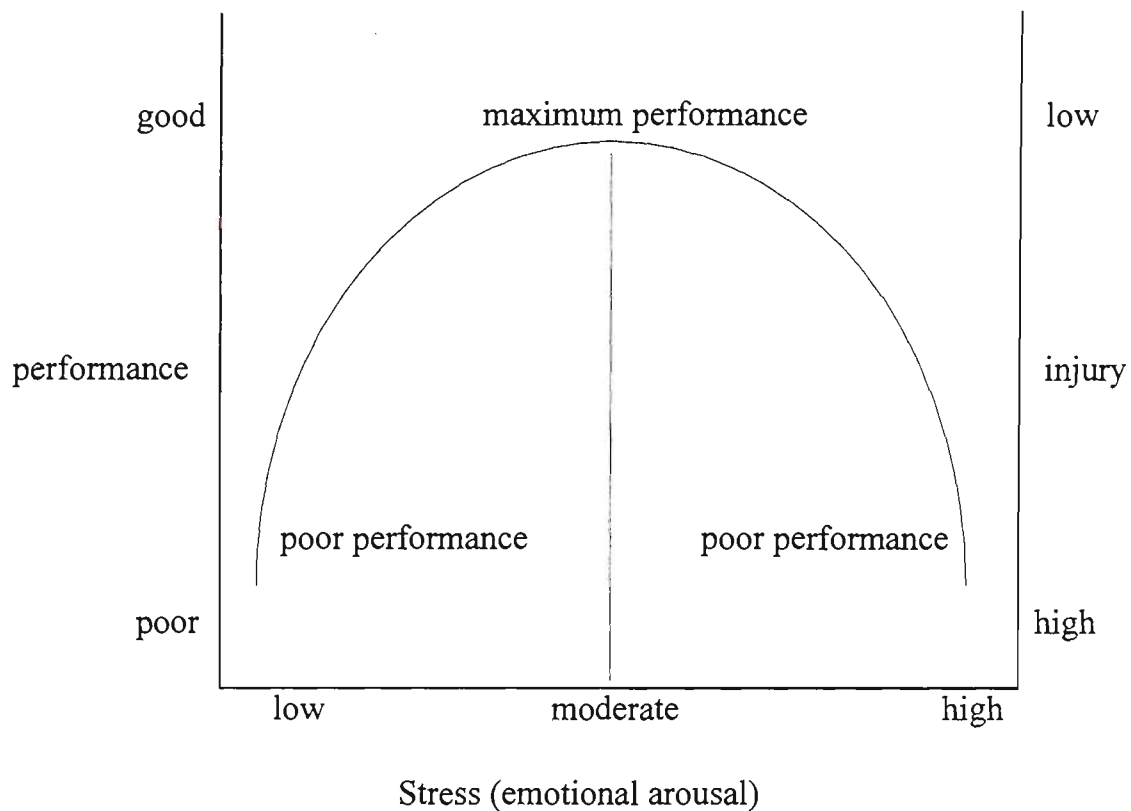 good maximum performance low
performance injury
poor performance poor performance
poor high
low moderate high
Stress (emotional arousal)